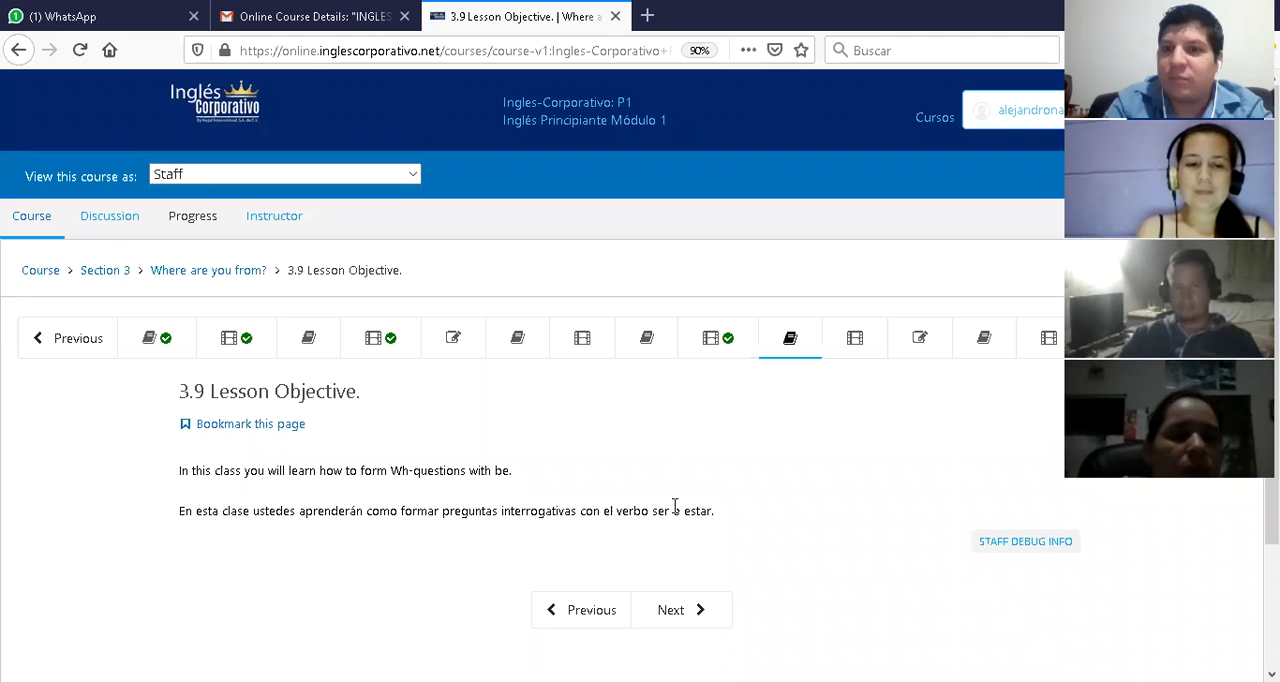 (1) WhatsApp
Online Course Details: "INGLES
3.9 Lesson Objective. | Where a
https://online.inglescorporativo.net/courses/course-v1:Ingles-Corporativo+
90%
Buscar
Inglés
Corporativo
Ingles-Corporativo: P1
Inglés Principiante Módulo 1
Cursos
alejandrona
View this course as:
Staff
Course
Discussion
Progress
Instructor
Course > Section 3 > Where are you from? > 3.9 Lesson Objective.
Previous
3.9 Lesson Objective.
Bookmark this page
In this class you will learn how to form Wh-questions with be.
En esta clase ustedes aprenderán como formar preguntas interrogativas con el verbo ser o estar.
STAFF DEBUG INFO
Previous
Next